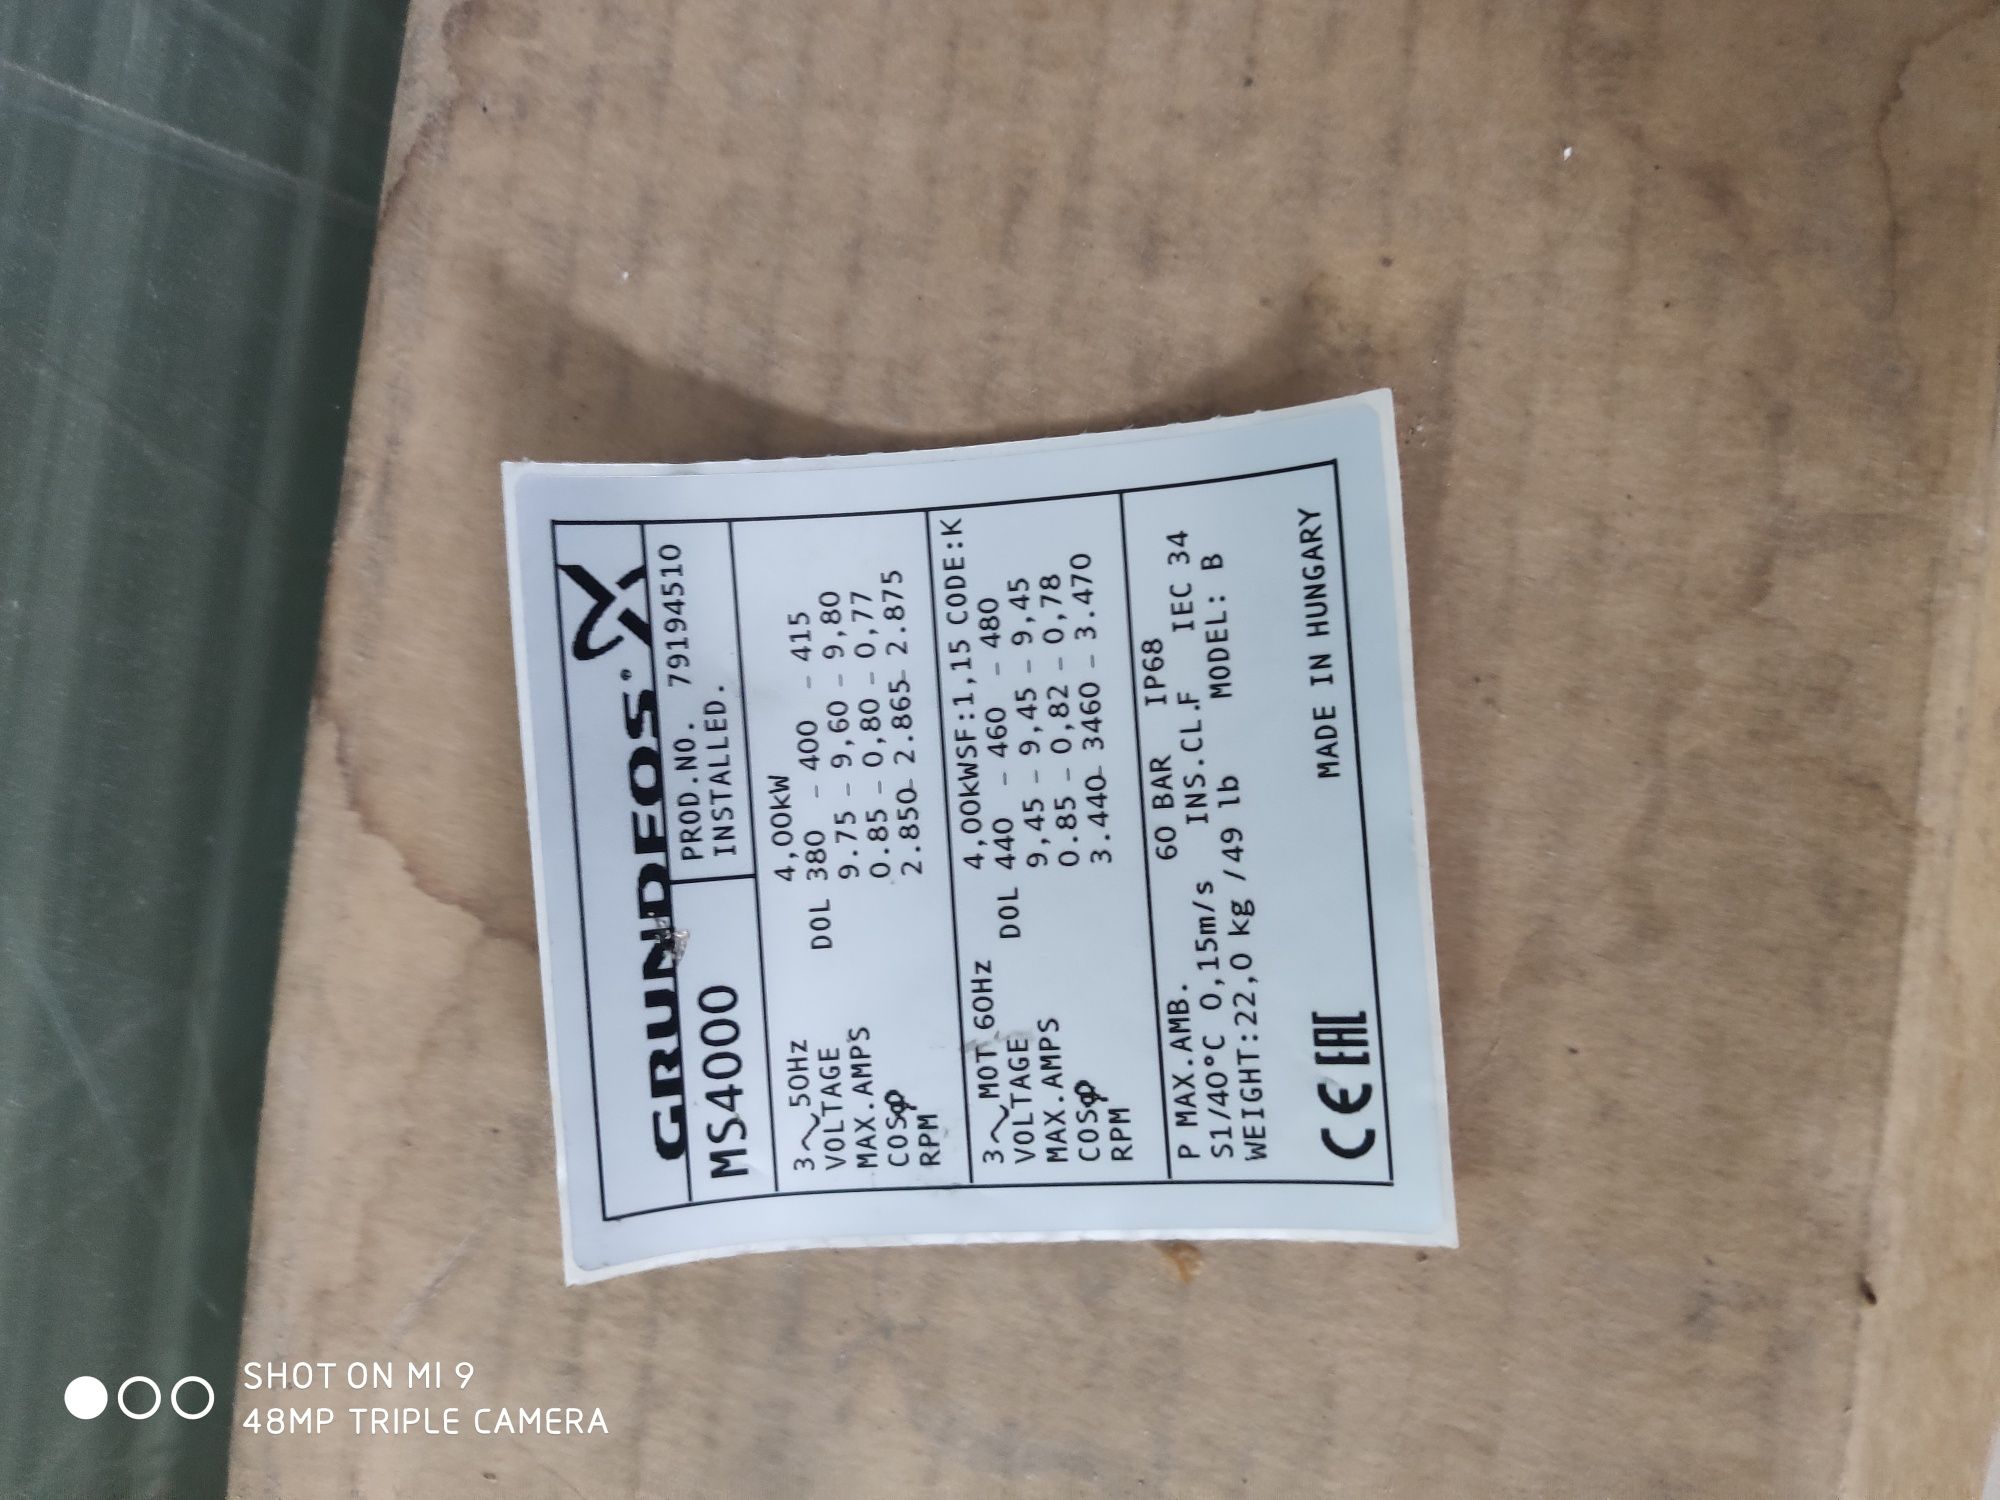 GRUNDFOS
MS4000
PROD.NO. 79194510
INSTALLED.
3~50Hz 4,00kW
VOLTAGE DOL 380 - 400 - 415
MAX.AMPS 9.75 - 9,60 - 9,80
COSφ 0.85 - 0,80 - 0,77
RPM 2.850- 2.865- 2.875
3~MOT 60Hz 4,00kWSF:1,15 CODE:K
VOLTAGE DOL 440 - 460 - 480
MAX.AMPS 9,45 - 9,45 - 9,45
COSφ 0.85 - 0,82 - 0,78
RPM 3.440- 3460 - 3.470
P MAX.AMB. 60 BAR IP68
S1/40°C 0,15m/s INS.CL.F IEC 34
WEIGHT:22,0 kg /49 lb MODEL: B
CE EAC MADE IN HUNGARY
SHOT ON MI 9
48MP TRIPLE CAMERA